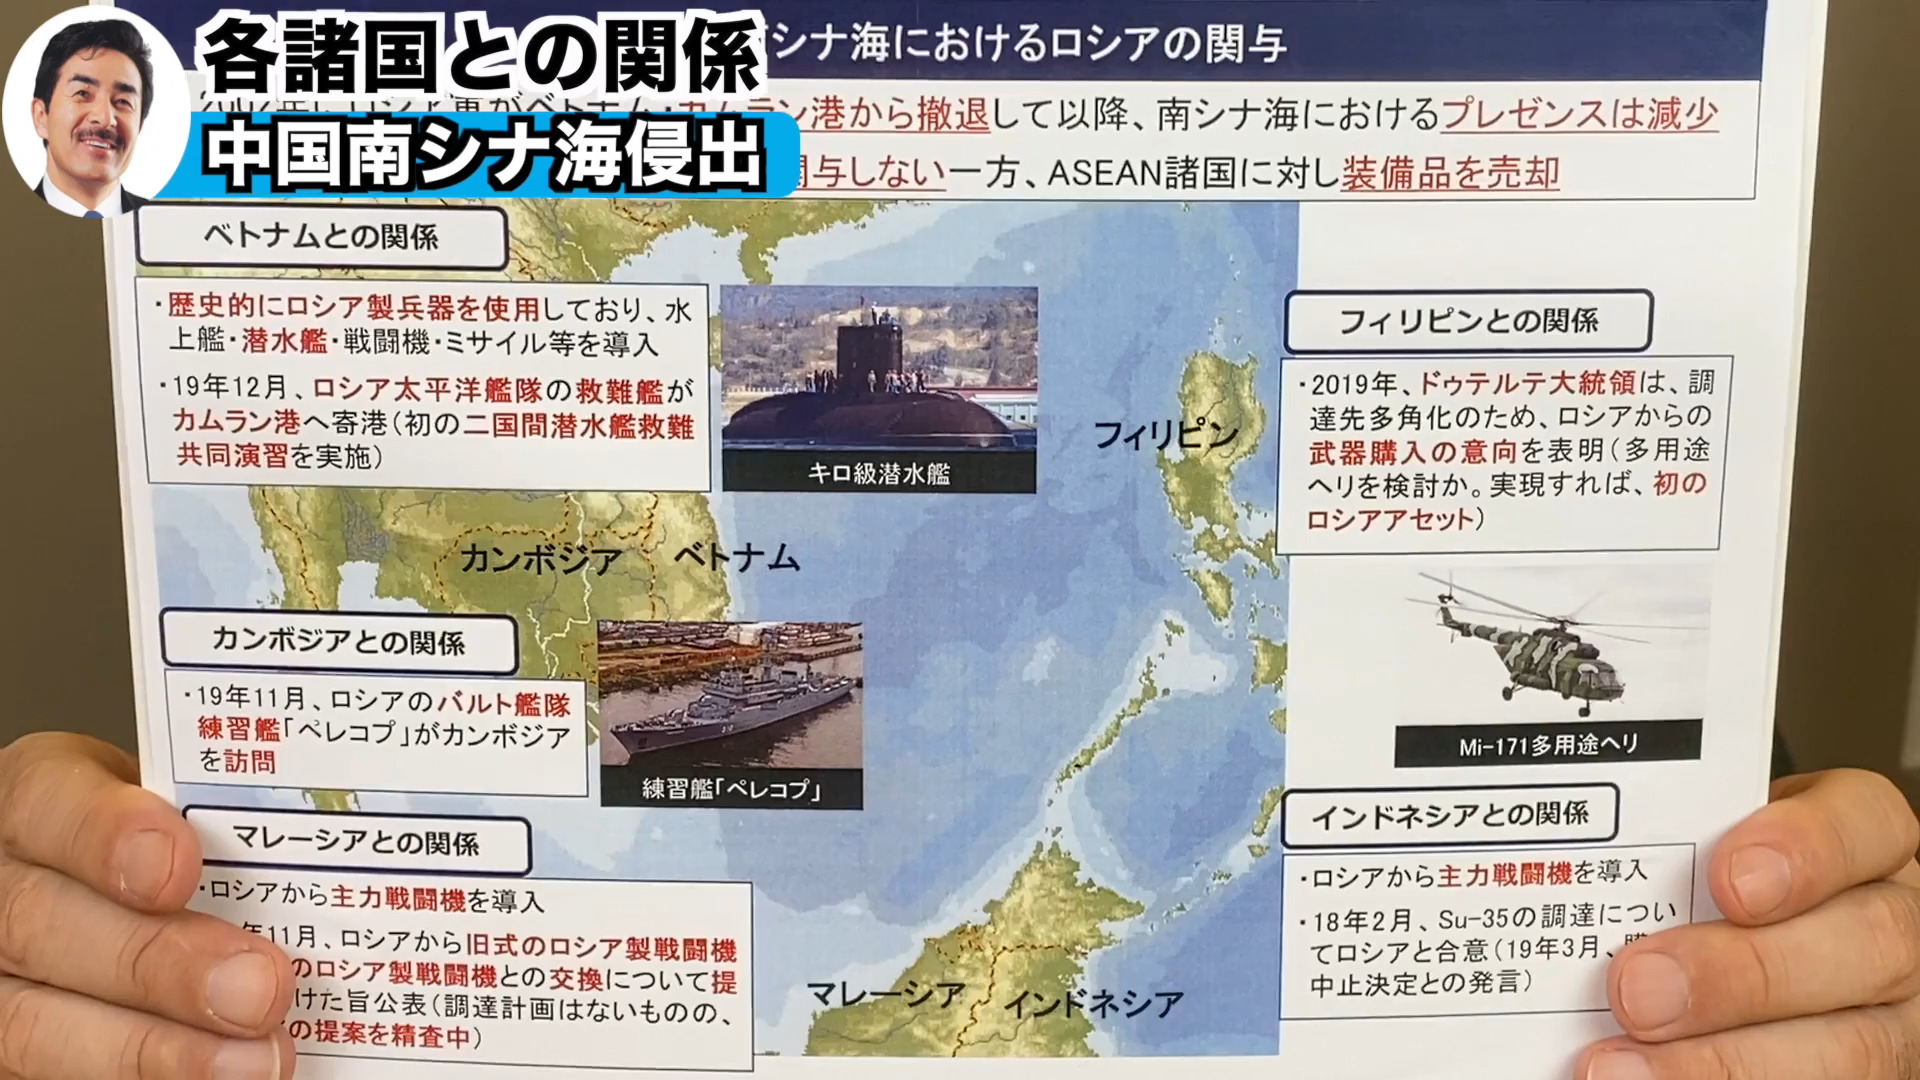 各諸国との関係
中国南シナ海侵出
シナ海におけるロシアの関与
ラン港から撤退して以降、南シナ海におけるプレゼンスは減少
与しない一方、ASEAN諸国に対し装備品を売却
ベトナムとの関係
・歴史的にロシア製兵器を使用しており、水
上艦・潜水艦・戦闘機・ミサイル等を導入
・19年12月、ロシア太平洋艦隊の救難艦が
カムラン港へ寄港(初の二国間潜水艦救難
共同演習を実施)
キロ級潜水艦
フィリピン
フィリピンとの関係
・2019年、ドゥテルテ大統領は、調
達先多角化のため、ロシアからの
武器購入の意向を表明(多用途
ヘリを検討か。実現すれば、初の
ロシアアセット)
カンボジア
ベトナム
カンボジアとの関係
・19年11月、ロシアのバルト艦隊
練習艦「ペレコプ」がカンボジア
を訪問
練習艦「ペレコプ」
Mi-171多用途ヘリ
マレーシアとの関係
・ロシアから主力戦闘機を導入
年11月、ロシアから旧式のロシア製戦闘機
のロシア製戦闘機との交換について提
けた旨公表(調達計画はないものの、
の提案を精査中)
マレーシア
インドネシア
インドネシアとの関係
・ロシアから主力戦闘機を導入
・18年2月、Su-35の調達につい
てロシアと合意(19年3月、
中止決定との発言)